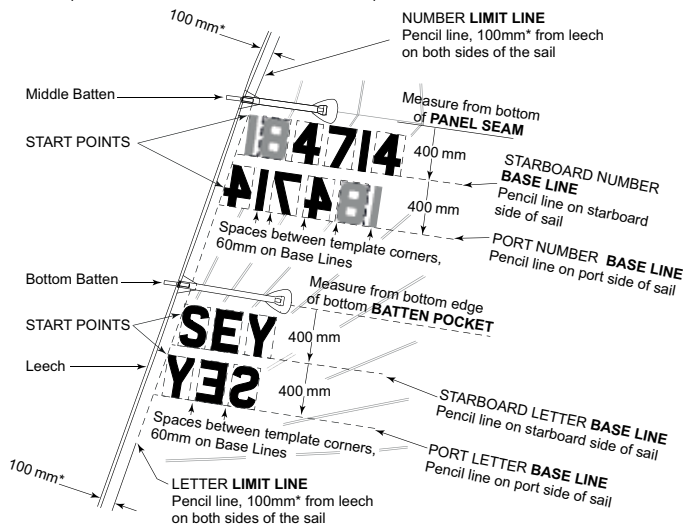 100 mm*
NUMBER LIMIT LINE
Pencil line, 100mm* from leech
on both sides of the sail
Middle Batten
Measure from bottom
of PANEL SEAM
START POINTS
184714
400 mm
STARBOARD NUMBER
BASE LINE
Pencil line on starboard
side of sail
184714
400 mm
Spaces between template corners,
60mm on Base Lines
PORT NUMBER BASE LINE
Pencil line on port side of sail
Bottom Batten
Measure from bottom edge
of bottom BATTEN POCKET
START POINTS
SEY
400 mm
Leech
SEY
400 mm
STARBOARD LETTER BASE LINE
Pencil line on starboard side of sail
Spaces between template corners,
60mm on Base Lines
PORT LETTER BASE LINE
Pencil line on port side of sail
100 mm*
LETTER LIMIT LINE
Pencil line, 100mm* from leech
on both sides of the sail